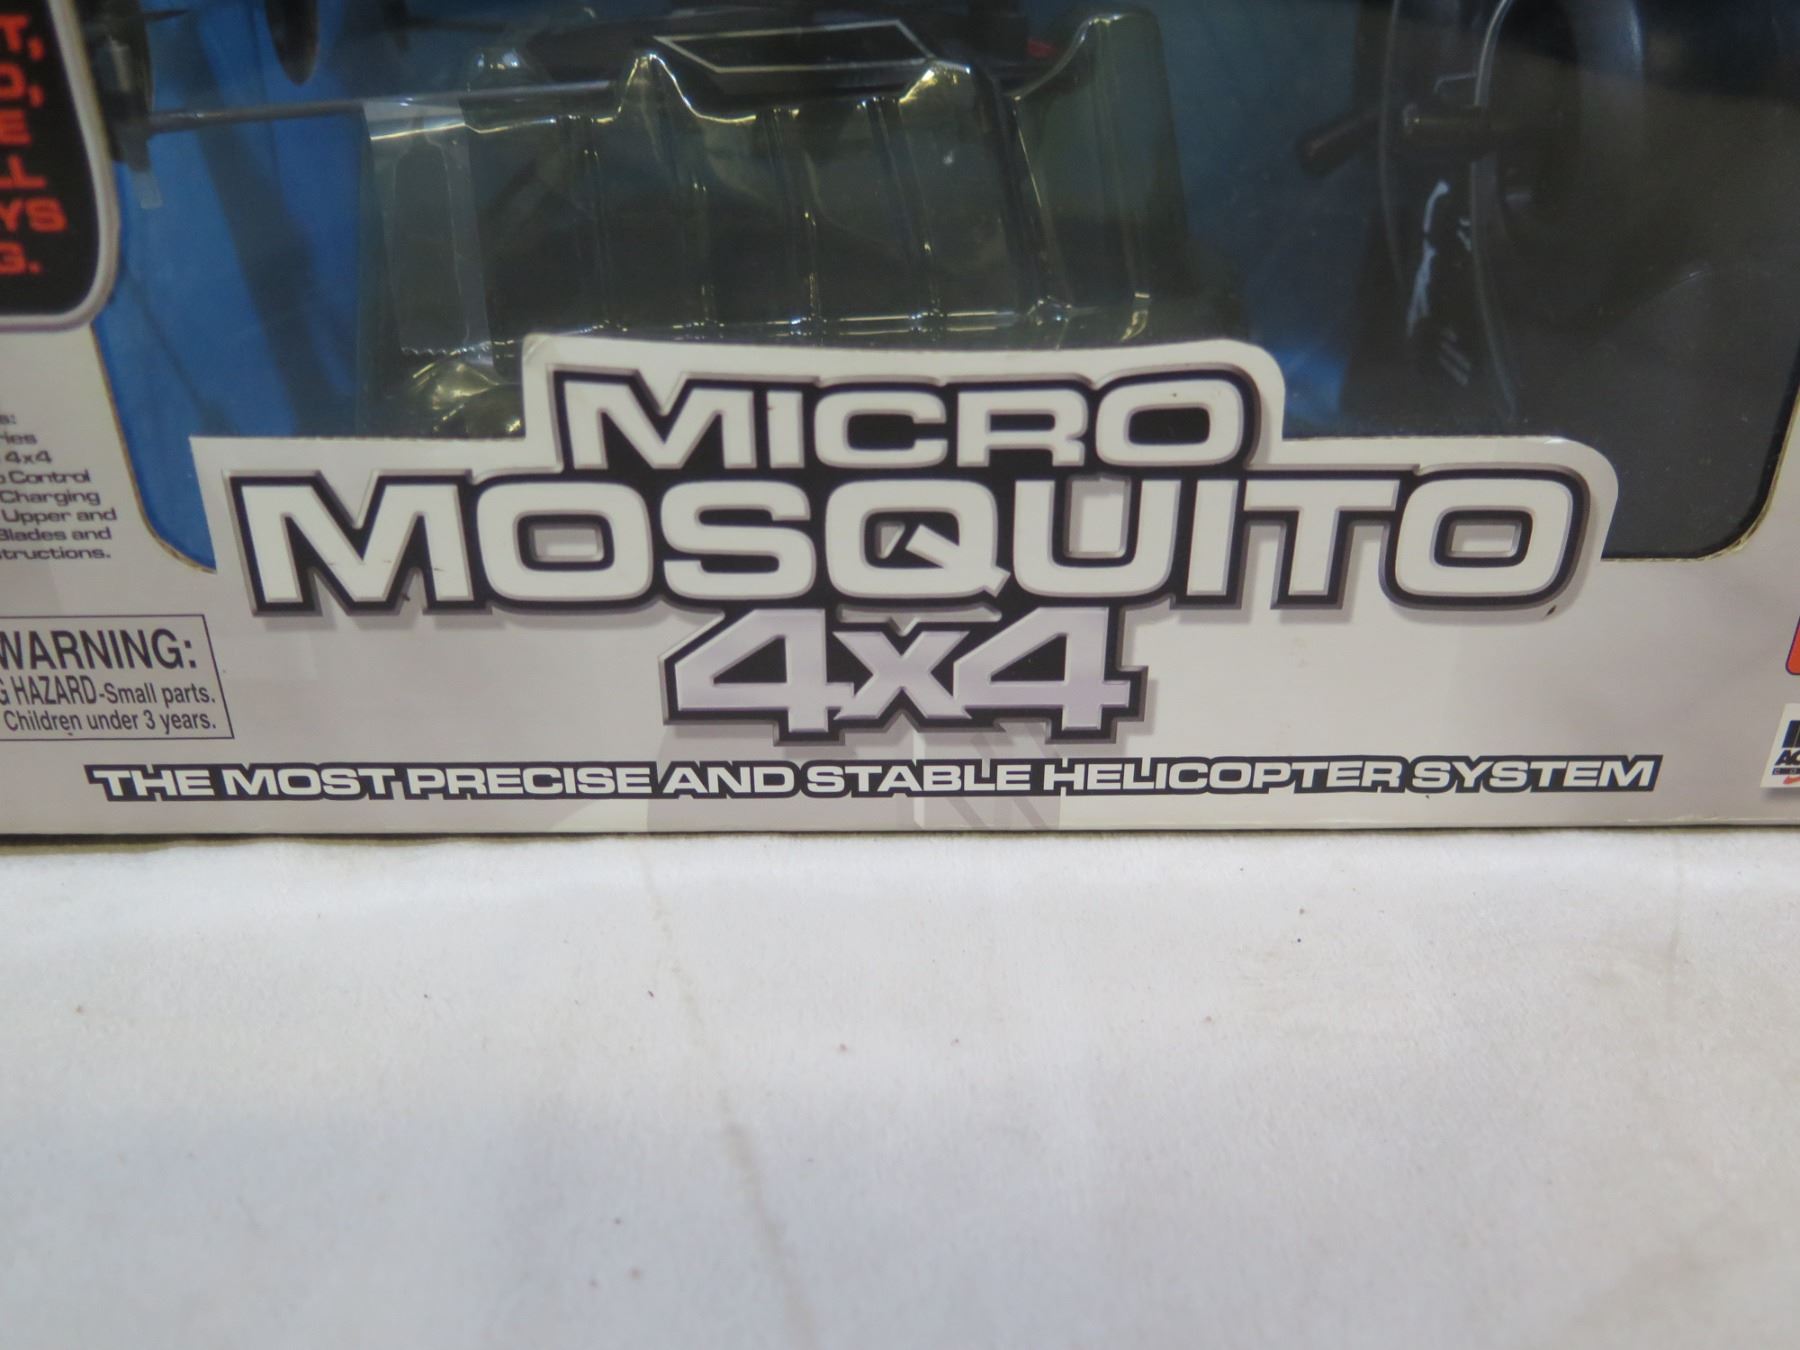 YS
4x4
Control
Charging
Upper and
Blades and
WARNING:
HAZARD-Small parts.
Children under 3 years.
MICRO
MOSQUITO
4x4
THE MOST PRECISE AND STABLE HELICOPTER SYSTEM